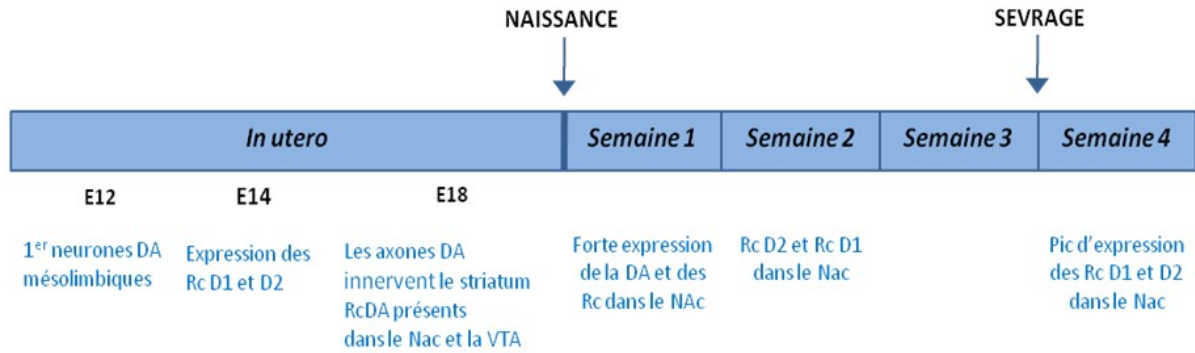 NAISSANCE
SEVRAGE
In utero
Semaine 1
Semaine 2
Semaine 3
Semaine 4
E12
E14
E18
1er neurones DA
mésolimbiques
Expression des
Rc D1 et D2
Les axones DA
innervent le striatum
RcDA présents
dans le Nac et la VTA
Forte expression
de la DA et des
Rc dans le NAc
Rc D2 et Rc D1
dans le Nac
Pic d'expression
des Rc D1 et D2
dans le Nac